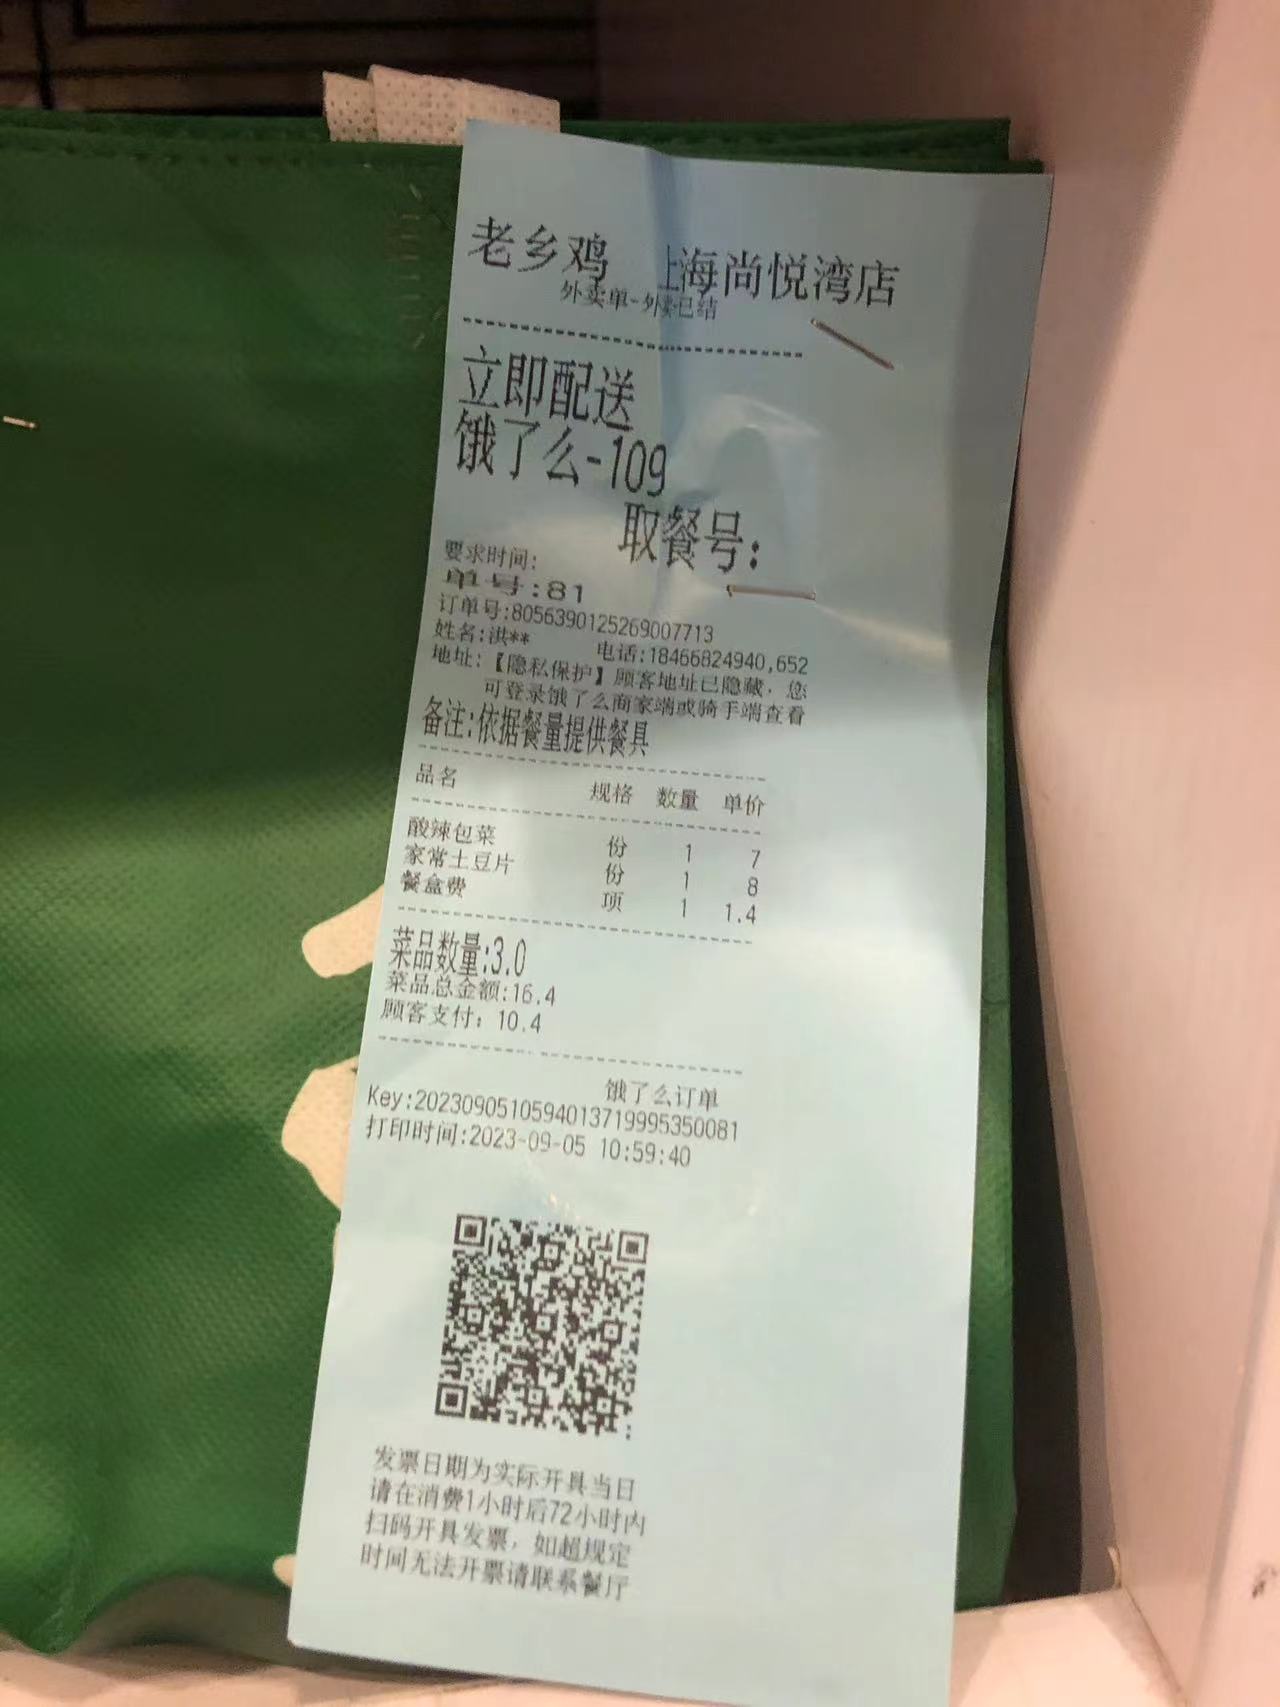 老乡鸡 上海尚悦湾店
外卖单-外卖已结
立即配送
饿了么-109
取餐号:
要求时间:
单号:81
订单号:8056390125269007713
姓名:洪** 电话:18466824940,652
地址:【隐私保护】顾客地址已隐藏,您
可登录饿了么商家端或骑手端查看
备注:依据餐量提供餐具
品名 规格 数量 单价
酸辣包菜 份 1 7
家常土豆片 份 1 8
餐盒费 项 1 1.4
菜品数量:3.0
菜品总金额:16.4
顾客支付: 10.4
饿了么订单
Key:2023090510594013719995350081
打印时间:2023-09-05 10:59:40
发票日期为实际开具当日
请在消费1小时后72小时内
扫码开具发票,如超规定
时间无法开票请联系餐厅